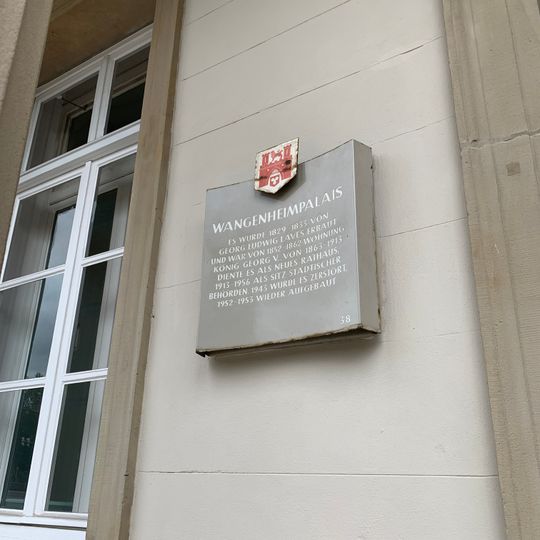 WANGENHEIMPALAIS
ES WURDE 1829-1833 VON
GEORG LUDWIG LAVES ERBAUT
UND WAR VON 1852-1862 WOHNUNG
KÖNIG GEORG V. VON 1863-1913
DIENTE ES ALS NEUES RATHAUS,
1913-1956 ALS SITZ STÄDTISCHER
BEHÖRDEN. 1943 WURDE ES ZERSTÖRT,
1952-1953 WIEDER AUFGEBAUT
38